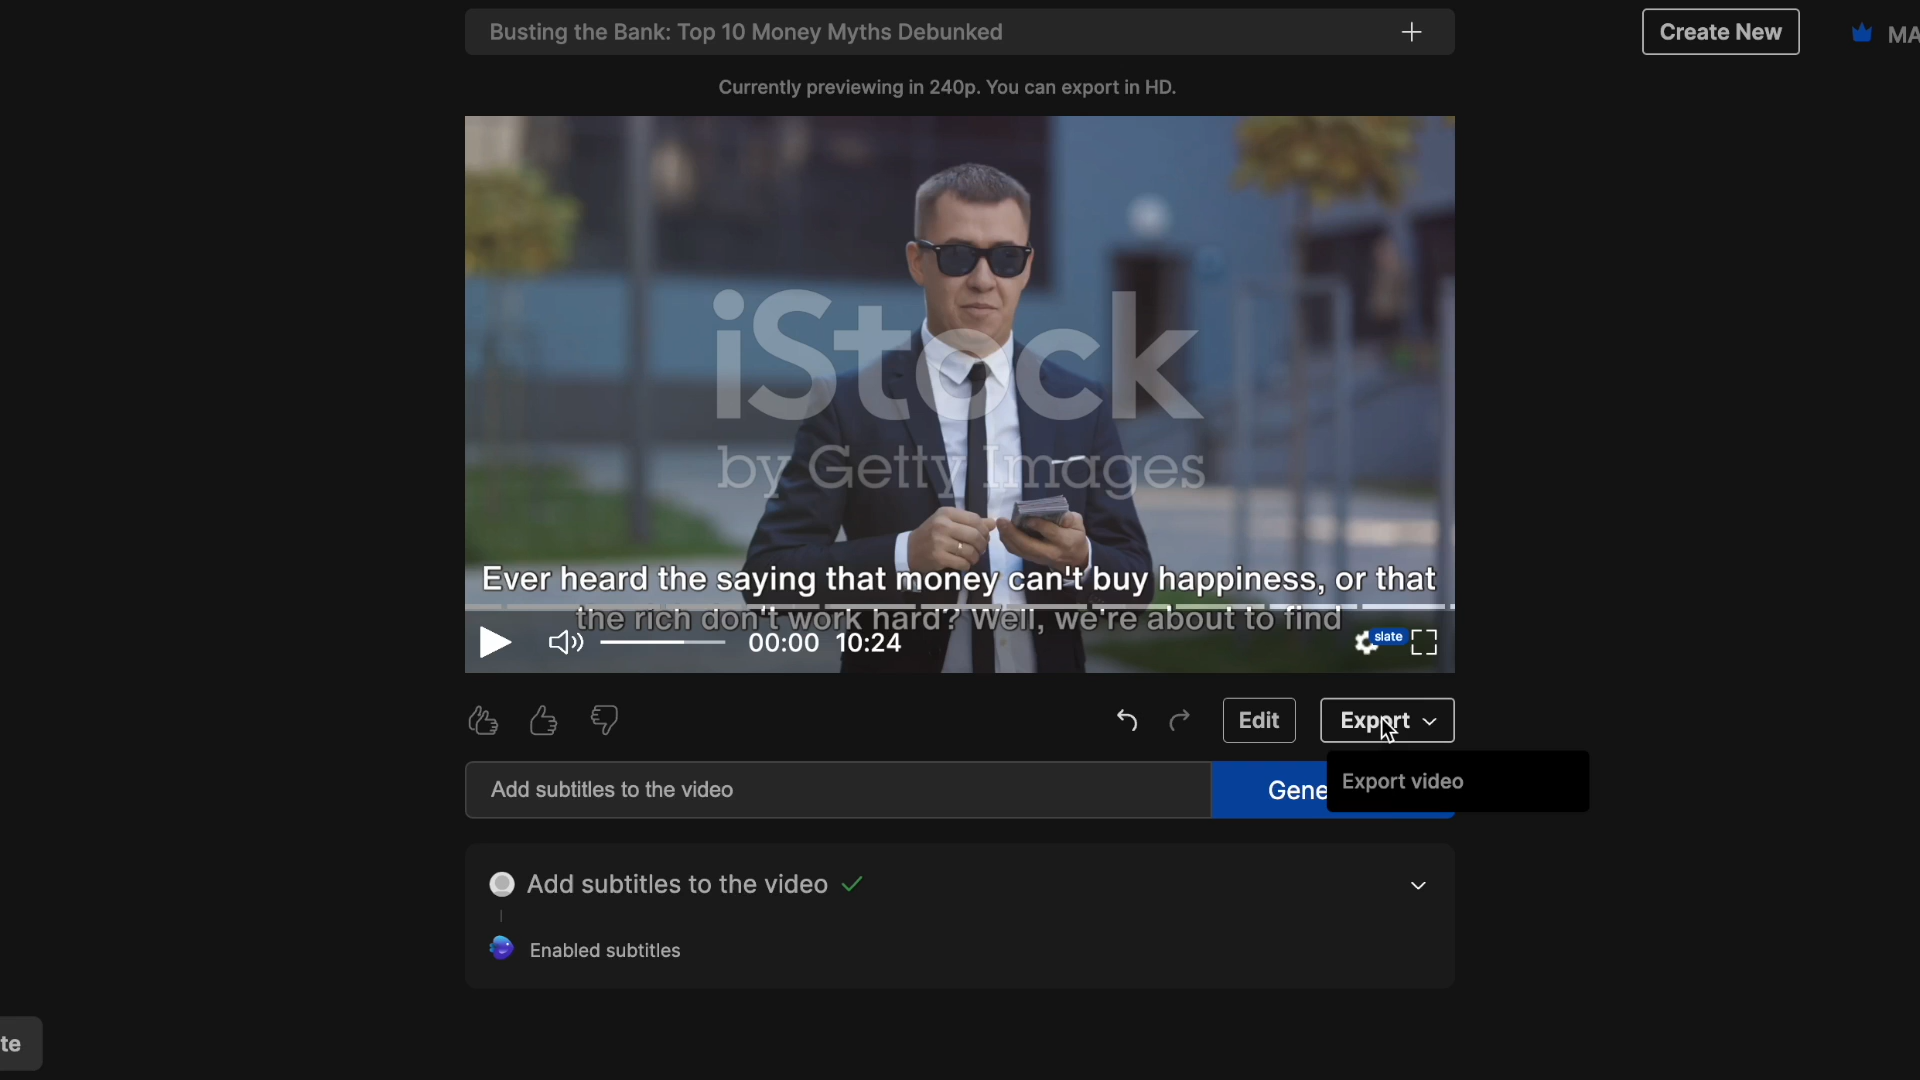 Busting the Bank: Top 10 Money Myths Debunked
Create New
MA
Currently previewing in 240p. You can export in HD.
iStock
by Getty Images
Ever heard the saying that money can't buy happiness, or that
the rich don't work hard? Well, we're about to find
00:00 10:24
slate
Edit
Export
Add subtitles to the video
Gene
Export video
Add subtitles to the video
Enabled subtitles
te